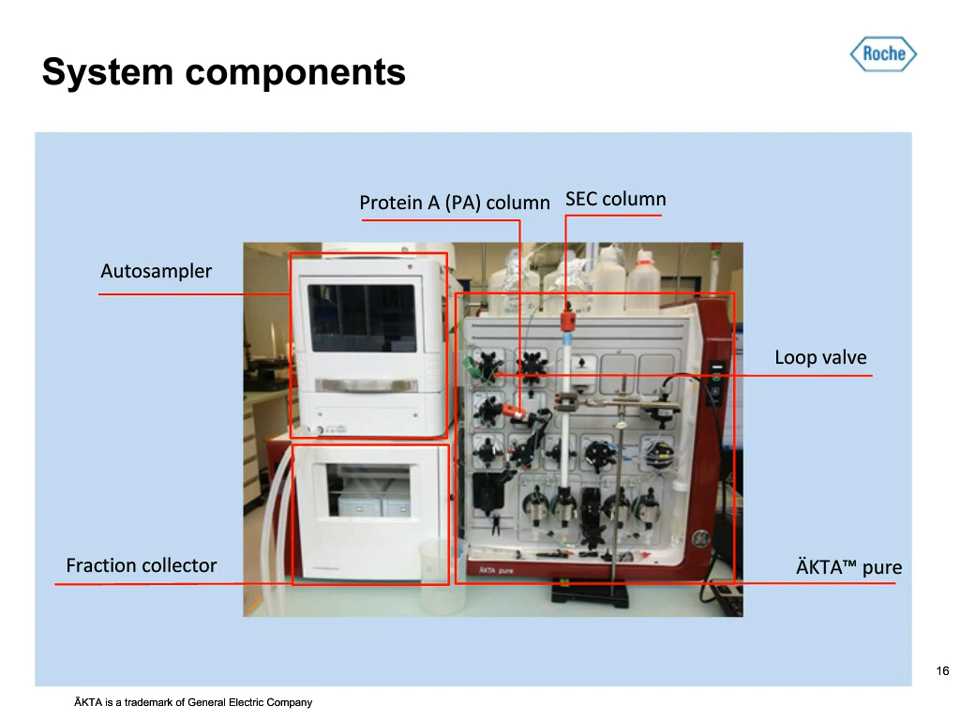 System components
Roche
Protein A (PA) column
SEC column
Autosampler
Loop valve
Fraction collector
ÄKTA™ pure
ÄKTA pure
16
ÄKTA is a trademark of General Electric Company